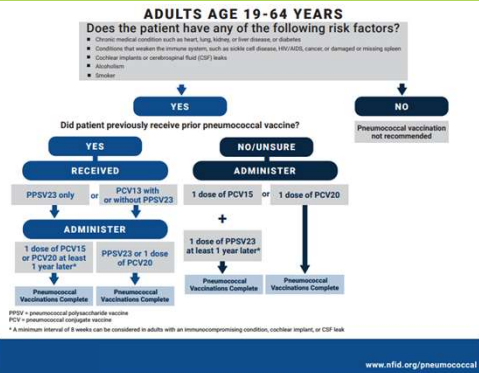 ADULTS AGE 19-64 YEARS
Does the patient have any of the following risk factors?
■ Chronic medical condition such as heart, lung, kidney, or liver disease, or diabetes
■ Conditions that weaken the immune system, such as sickle cell disease, HIV/AIDS, cancer, or damaged or missing spleen
■ Cochlear implants or cerebrospinal fluid (CSF) leaks
■ Alcoholism
■ Smoker
YES
NO
Pneumococcal vaccination
not recommended
Did patient previously receive prior pneumococcal vaccine?
YES
NO/UNSURE
RECEIVED
ADMINISTER
PPSV23 only
or
PCV13 with
or without PPSV23
1 dose of PCV15
or
1 dose of PCV20
ADMINISTER
+
1 dose of PCV15
or PCV20 at least
1 year later*
PPSV23 or 1 dose
of PCV20
1 dose of PPSV23
at least 1 year later*
Pneumococcal
Vaccinations Complete
Pneumococcal
Vaccinations Complete
Pneumococcal
Vaccinations Complete
Pneumococcal
Vaccinations Complete
PPSV = pneumococcal polysaccharide vaccine
PCV = pneumococcal conjugate vaccine
* A minimum interval of 8 weeks can be considered in adults with an immunocompromising condition, cochlear implant, or CSF leak
www.nfid.org/pneumococcal